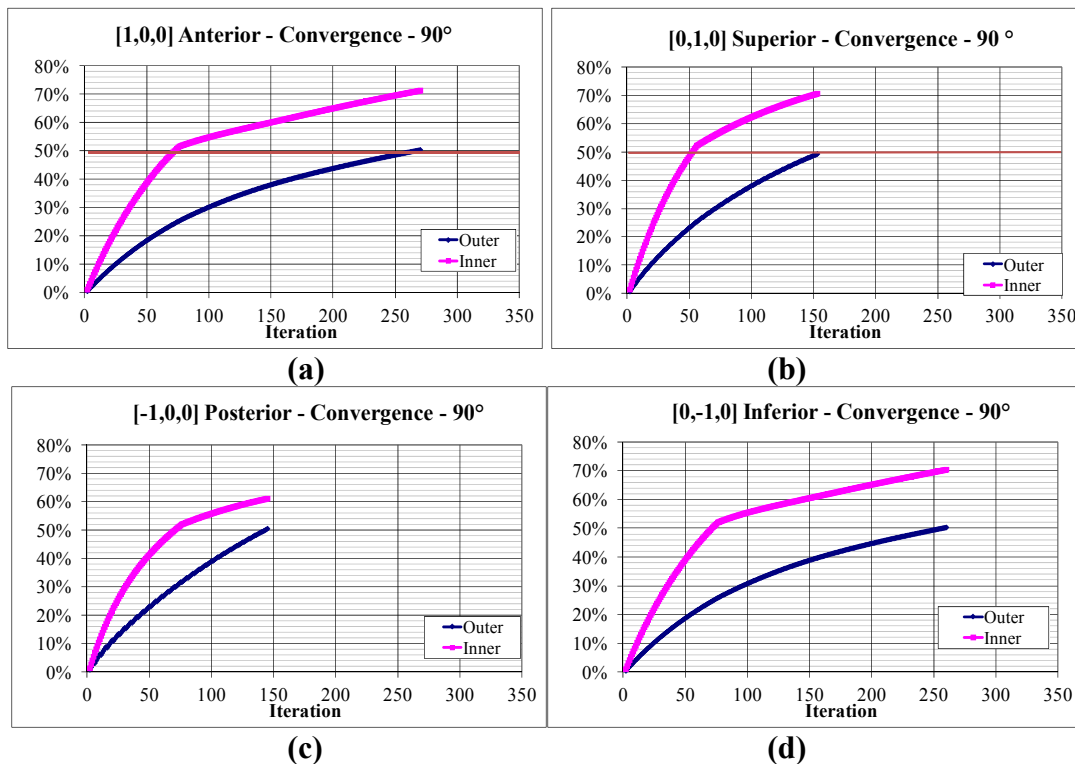 [1,0,0] Anterior - Convergence - 90°
80%
70%
60%
50%
40%
30%
20%
10%
0%
Outer
Inner
0 50 100 150 200 250 300 350
Iteration
(a)
[0,1,0] Superior - Convergence - 90 °
80%
70%
60%
50%
40%
30%
20%
10%
0%
Outer
Inner
0 50 100 150 200 250 300 350
Iteration
(b)
[-1,0,0] Posterior - Convergence - 90°
80%
70%
60%
50%
40%
30%
20%
10%
0%
Outer
Inner
0 50 100 150 200 250 300 350
Iteration
(c)
[0,-1,0] Inferior - Convergence - 90°
80%
70%
60%
50%
40%
30%
20%
10%
0%
Outer
Inner
0 50 100 150 200 250 300 350
Iteration
(d)